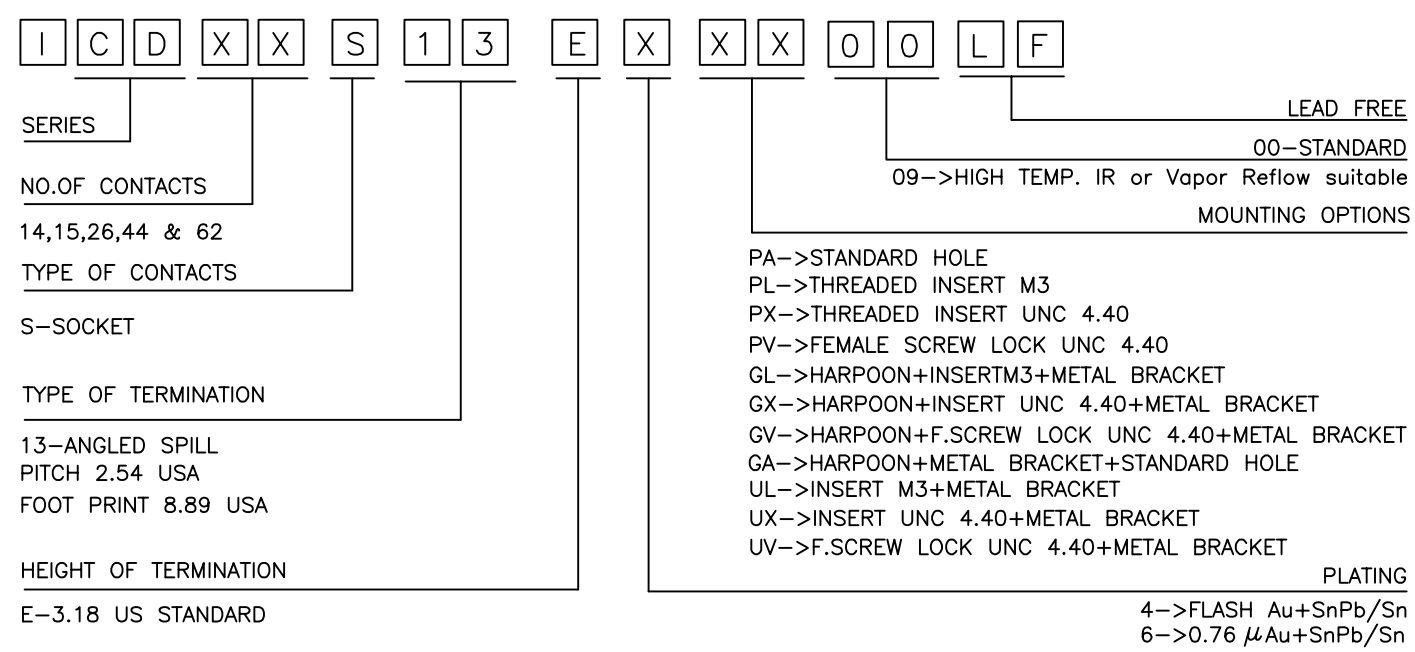 I C D X X S 1 3 E X X X 0 0 L F
SERIES
NO.OF CONTACTS
14,15,26,44 & 62
TYPE OF CONTACTS
S-SOCKET
TYPE OF TERMINATION
13-ANGLED SPILL
PITCH 2.54 USA
FOOT PRINT 8.89 USA
HEIGHT OF TERMINATION
E-3.18 US STANDARD
LEAD FREE
00-STANDARD
09->HIGH TEMP. IR or Vapor Reflow suitable
MOUNTING OPTIONS
PA->STANDARD HOLE
PL->THREADED INSERT M3
PX->THREADED INSERT UNC 4.40
PV->FEMALE SCREW LOCK UNC 4.40
GL->HARPOON+INSERTM3+METAL BRACKET
GX->HARPOON+INSERT UNC 4.40+METAL BRACKET
GV->HARPOON+F.SCREW LOCK UNC 4.40+METAL BRACKET
GA->HARPOON+METAL BRACKET+STANDARD HOLE
UL->INSERT M3+METAL BRACKET
UX->INSERT UNC 4.40+METAL BRACKET
UV->F.SCREW LOCK UNC 4.40+METAL BRACKET
PLATING
4->FLASH Au+SnPb/Sn
6->0.76 μAu+SnPb/Sn